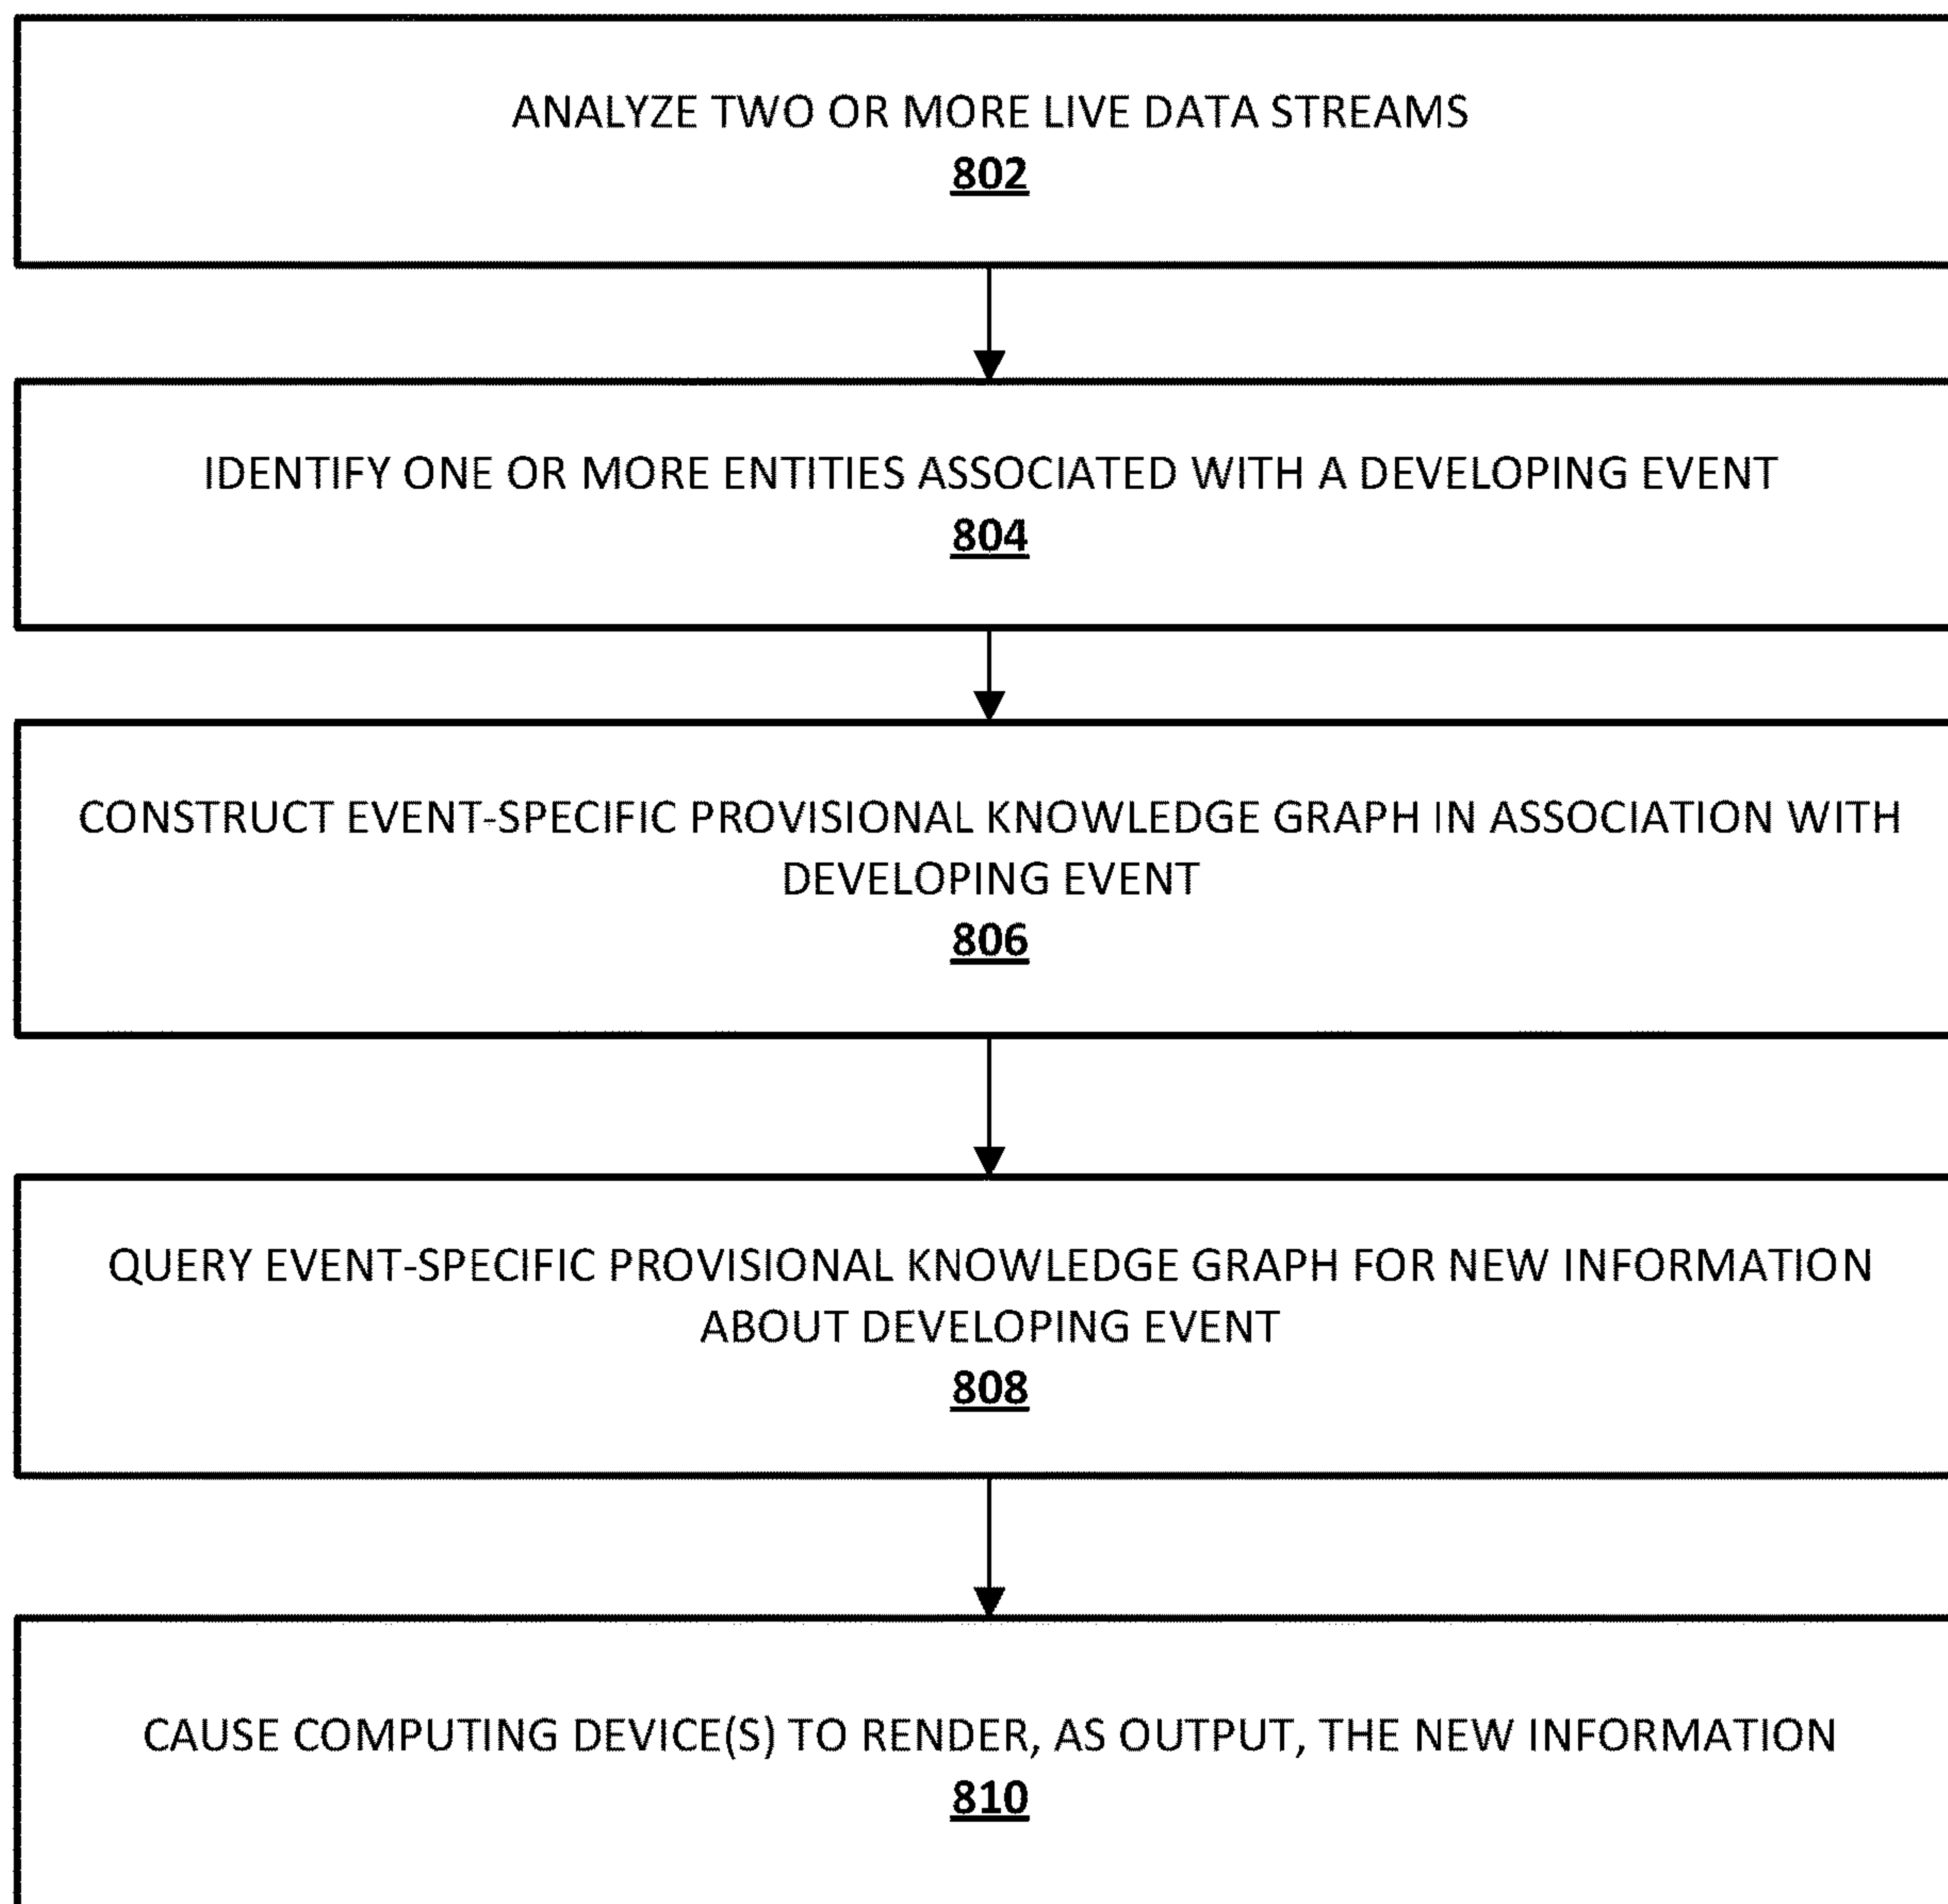 ANALYZE TWO OR MORE LIVE DATA STREAMS
802
IDENTIFY ONE OR MORE ENTITIES ASSOCIATED WITH A DEVELOPING EVENT
804
CONSTRUCT EVENT-SPECIFIC PROVISIONAL KNOWLEDGE GRAPH IN ASSOCIATION WITH
DEVELOPING EVENT
806
QUERY EVENT-SPECIFIC PROVISIONAL KNOWLEDGE GRAPH FOR NEW INFORMATION
ABOUT DEVELOPING EVENT
808
CAUSE COMPUTING DEVICE(S) TO RENDER, AS OUTPUT, THE NEW INFORMATION
810